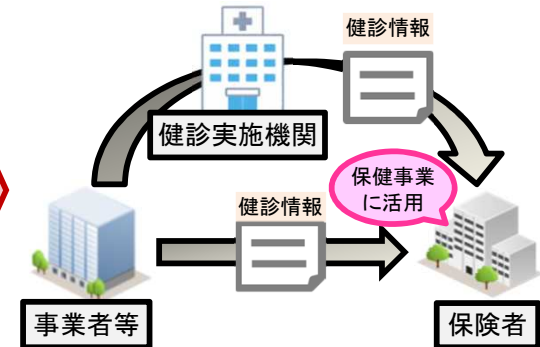 健診情報
健診実施機関
保健事業
に活用
健診情報
事業者等
保険者